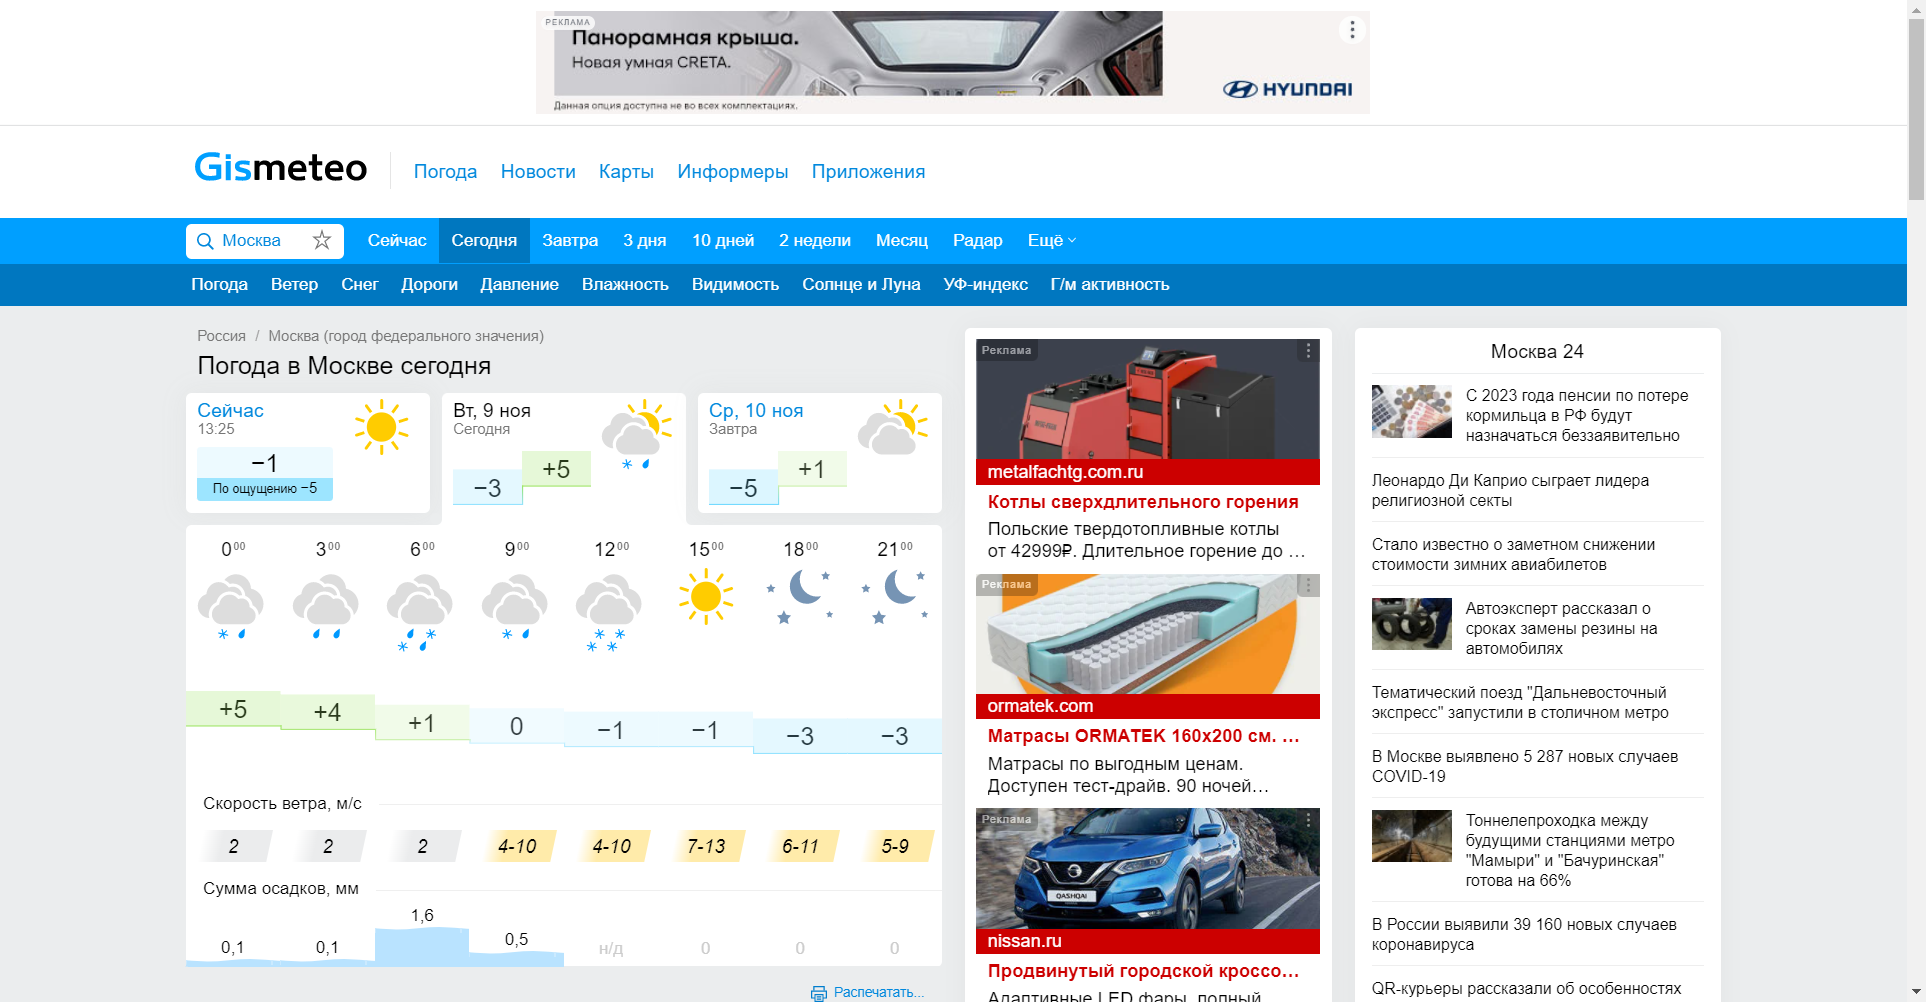 РЕКЛАМА
Панорамная крыша.
Новая умная CRETA.
Данная опция доступна не во всех комплектациях.
HYUNDAI
Gismeteo
Погода Новости Карты Информеры Приложения
Москва Сейчас Сегодня Завтра 3 дня 10 дней 2 недели Месяц Радар Ещё
Погода Ветер Снег Дороги Давление Влажность Видимость Солнце и Луна УФ-индекс Г/м активность
Россия / Москва (город федерального значения)
Погода в Москве сегодня
Сейчас
13:25
−1
По ощущению −5
Вт, 9 ноя
Сегодня
−3 +5
Ср, 10 ноя
Завтра
−5 +1
0 00 3 00 6 00 9 00 12 00 15 00 18 00 21 00
+5 +4 +1 0 −1 −1 −3 −3
Скорость ветра, м/с
2 2 2 4-10 4-10 7-13 6-11 5-9
Сумма осадков, мм
0,1 0,1 1,6 0,5 н/д 0 0 0
Распечатать...
Реклама
metalfachtg.com.ru
Котлы сверхдлительного горения
Польские твердотопливные котлы
от 42999₽. Длительное горение до …
Реклама
ormatek.com
Матрасы ORMATEK 160x200 см. …
Матрасы по выгодным ценам.
Доступен тест-драйв. 90 ночей…
Реклама
QASHQAI
nissan.ru
Продвинутый городской кроссо…
Адаптивные LED фары, полный
Москва 24
С 2023 года пенсии по потере
кормильца в РФ будут
назначаться беззаявительно
Леонардо Ди Каприо сыграет лидера
религиозной секты
Стало известно о заметном снижении
стоимости зимних авиабилетов
Автоэксперт рассказал о
сроках замены резины на
автомобилях
Тематический поезд "Дальневосточный
экспресс" запустили в столичном метро
В Москве выявлено 5 287 новых случаев
COVID-19
Тоннелепроходка между
будущими станциями метро
"Мамыри" и "Бачуринская"
готова на 66%
В России выявили 39 160 новых случаев
коронавируса
QR-курьеры рассказали об особенностях